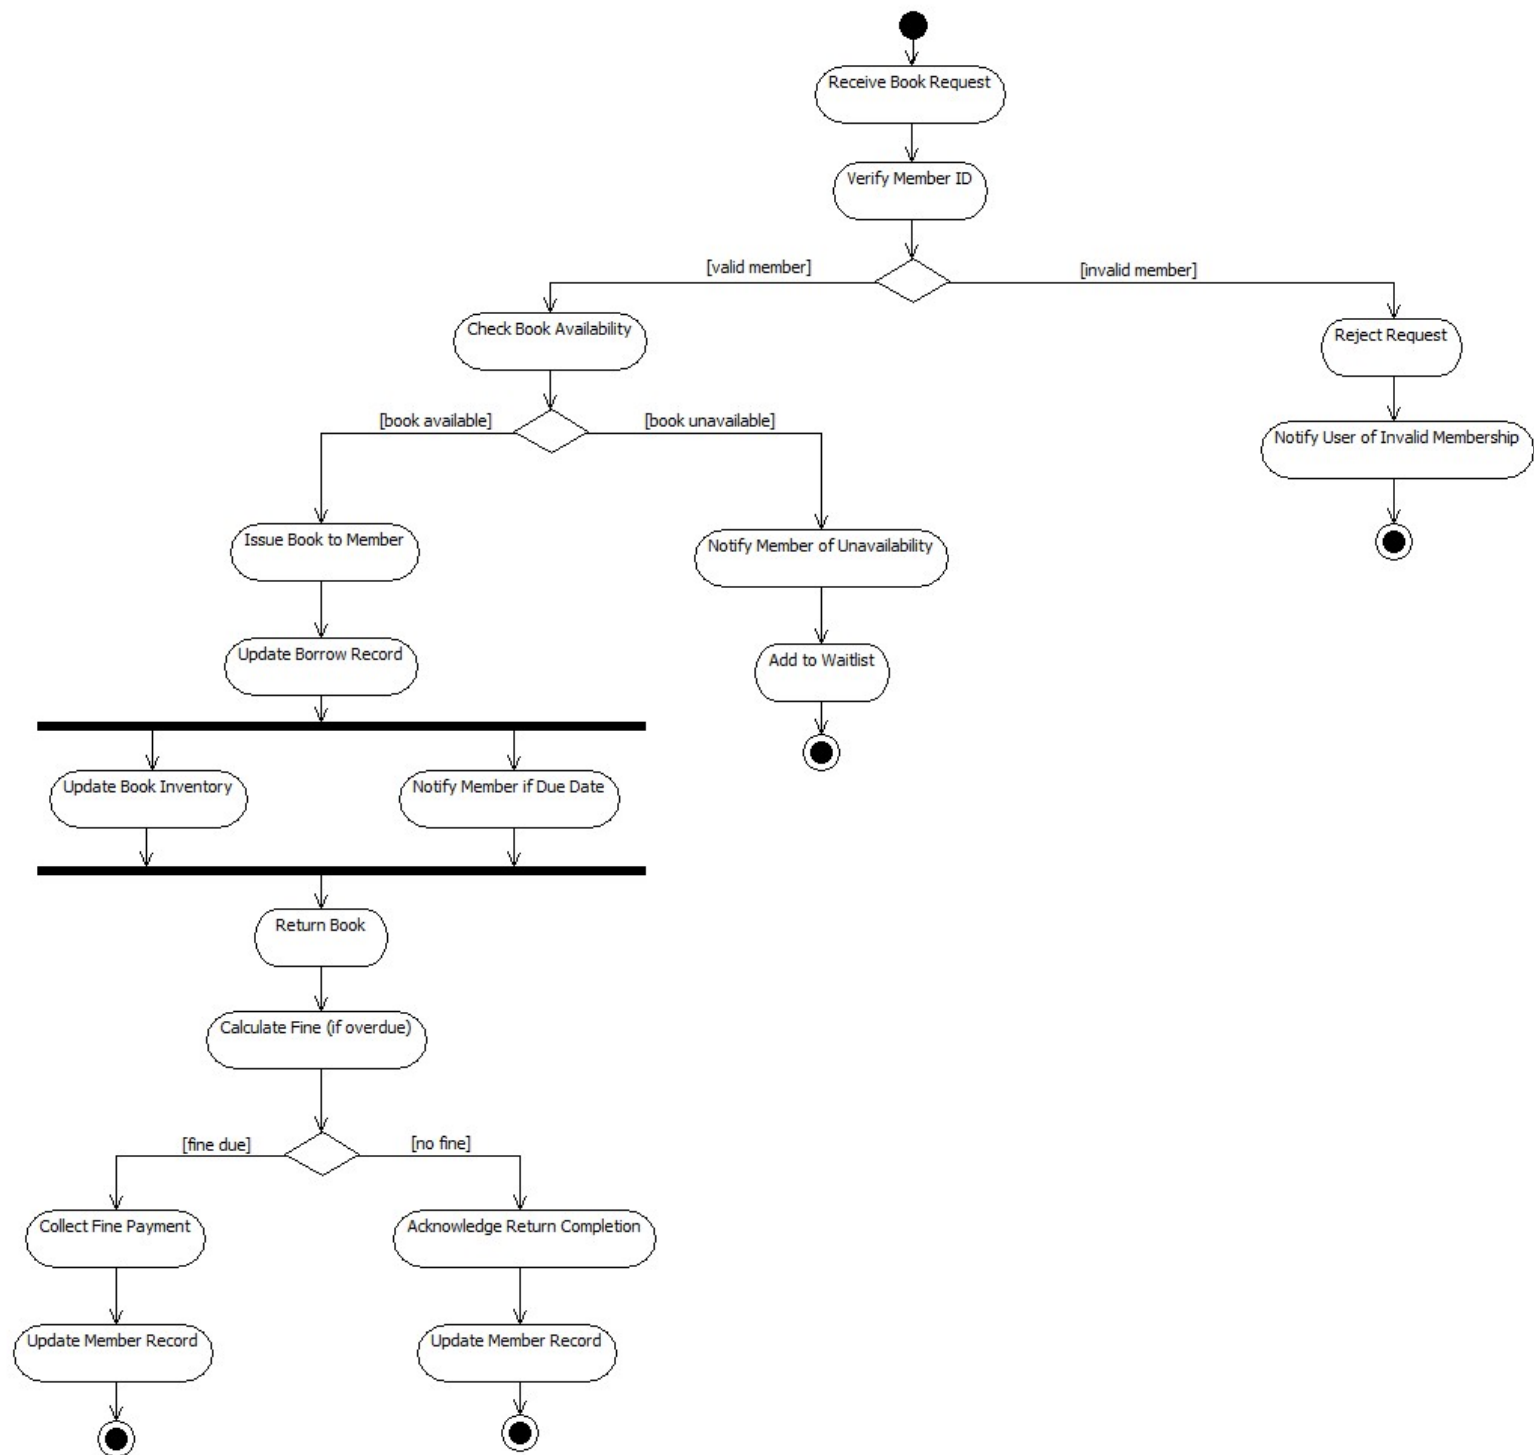 Receive Book Request
Verify Member ID
[valid member]
[invalid member]
Check Book Availability
Reject Request
[book available]
[book unavailable]
Notify User of Invalid Membership
Issue Book to Member
Notify Member of Unavailability
Update Borrow Record
Add to Waitlist
Update Book Inventory
Notify Member if Due Date
Return Book
Calculate Fine (if overdue)
[fine due]
[no fine]
Collect Fine Payment
Acknowledge Return Completion
Update Member Record
Update Member Record